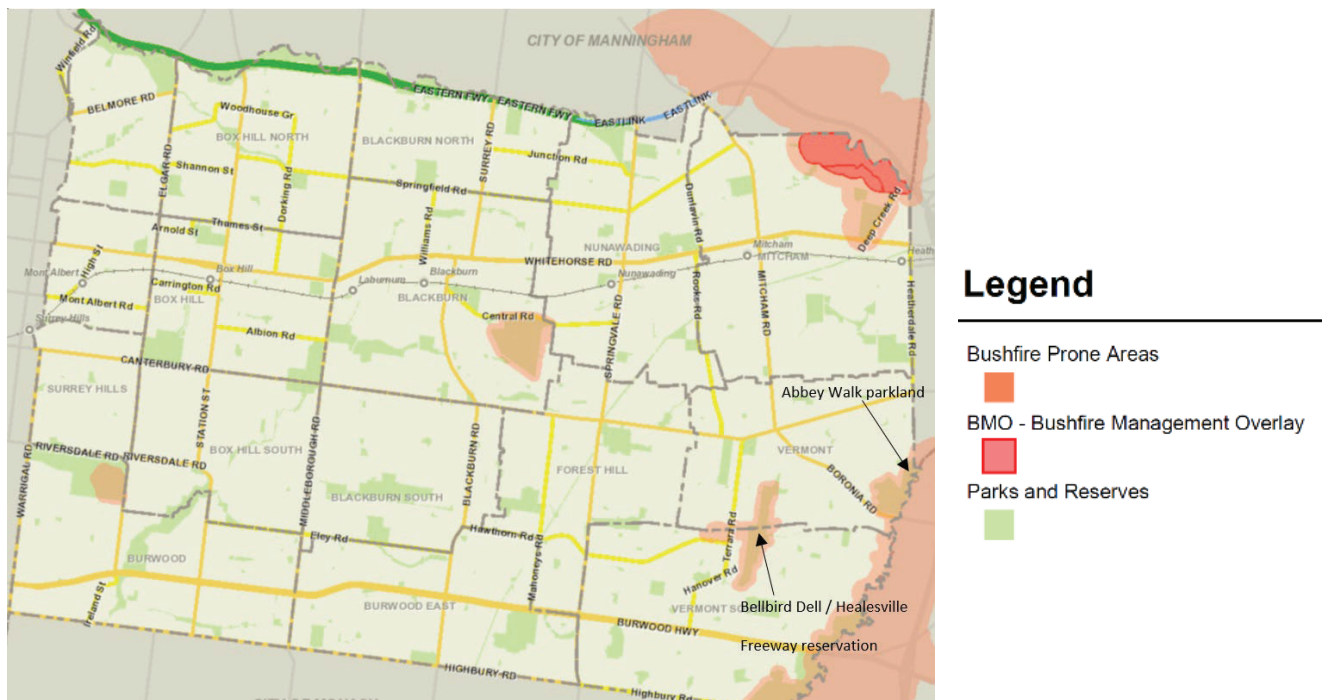 CITY OF MANNINGHAM
Winfield Rd
BELMORE RD
Woodhouse Gr
BOX HILL NORTH
BLACKBURN NORTH
EASTERN FWY
EASTERN FWY
EASTLINK
EASTLINK
ELGAR RD
Shannon St
Dorking Rd
SURREY RD
Junction Rd
Springfield Rd
Dunlavin Rd
Deep Creek Rd
Thames St
Arnold St
Williams Rd
NUNAWADING
Mitcham
MITCHAM
Heath
WHITEHORSE RD
High St
Mont Albert
Box Hill
Laburnum
Blackburn
Nunawading
Carrington Rd
BOX HILL
BLACKBURN
Mont Albert Rd
Central Rd
Rooks Rd
MITCHAM RD
Heatherdale Rd
Surrey Hills
Albion Rd
SPRINGVALE RD
CANTERBURY RD
SURREY HILLS
STATION ST
Abbey Walk parkland
WARRIGAL RD
RIVERSDALE RD
RIVERSDALE RD
BOX HILL SOUTH
MIDDLEBOROUGH RD
BLACKBURN RD
FOREST HILL
VERMONT
BORONIA RD
BLACKBURN SOUTH
Eley Rd
Hawthorn Rd
Mahoneys Rd
Terrara Rd
Hanover Rd
BURWOOD
Ireland St
BURWOOD EAST
VERMONT SO
Bellbird Dell / Healesville
Freeway reservation
BURWOOD HWY
HIGHBURY RD
Highbury Rd
Legend
Bushfire Prone Areas
BMO - Bushfire Management Overlay
Parks and Reserves